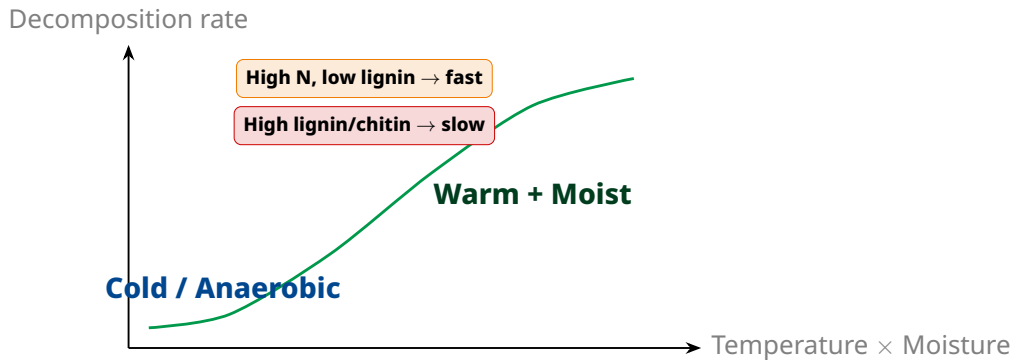 Decomposition rate
High N, low lignin → fast
High lignin/chitin → slow
Warm + Moist
Cold / Anaerobic
Temperature × Moisture